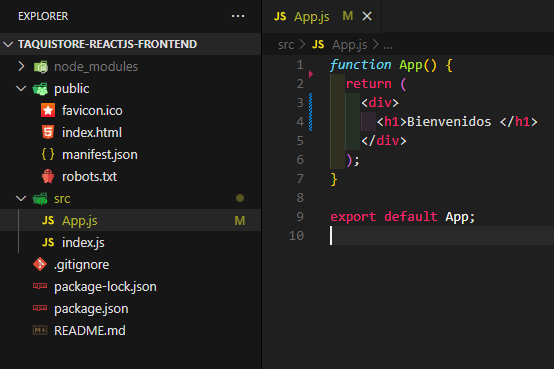 EXPLORER
TAQUISTORE-REACTJS-FRONTEND
node_modules
public
favicon.ico
index.html
manifest.json
robots.txt
src
App.js M
index.js
.gitignore
package-lock.json
package.json
README.md
JS App.js M
src > JS App.js > ...
1 function App() {
2 return (
3 <div>
4 <h1>Bienvenidos </h1>
5 </div>
6 );
7 }
8
9 export default App;
10